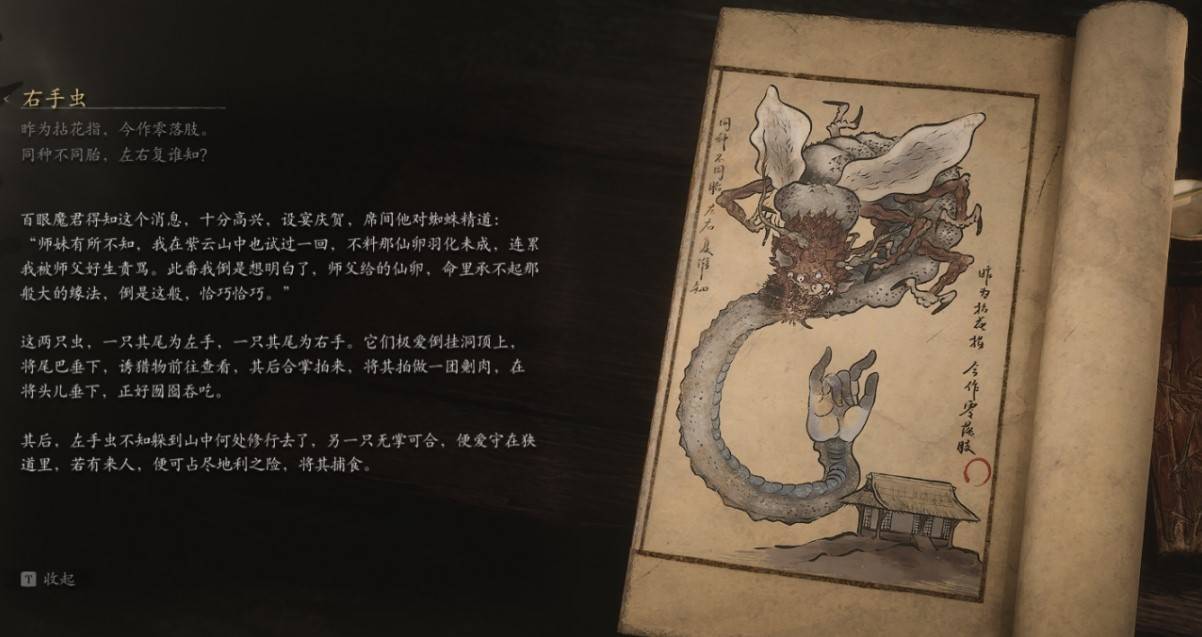 右手虫
昨为拈花指，今作零落肢。
同种不同胎，左右复谁知？
百眼魔君得知这个消息，十分高兴，设宴庆贺，席间他对蜘蛛精道：
“师妹有所不知，我在紫云山中也试过一回，不料那仙卵羽化未成，连累
我被师父好生责骂。此番我倒是想明白了，师父给的仙卵，命里承不起那
般大的缘法，倒是这般，恰巧恰巧。”
这两只虫，一只其尾为左手，一只其尾为右手。它们极爱倒挂洞顶上，
将尾巴垂下，诱猎物前往查看，其后合掌拍来，将其拍做一团劖肉，在
将头儿垂下，正好囫囵吞吃。
其后，左手虫不知躲到山中何处修行去了，另一只无掌可合，便爱守在狭
道里，若有来人，便可占尽地利之险，将其捕食。
T 收起
昨为拈花指 今作零落肢
同种不同胎 左右复谁知